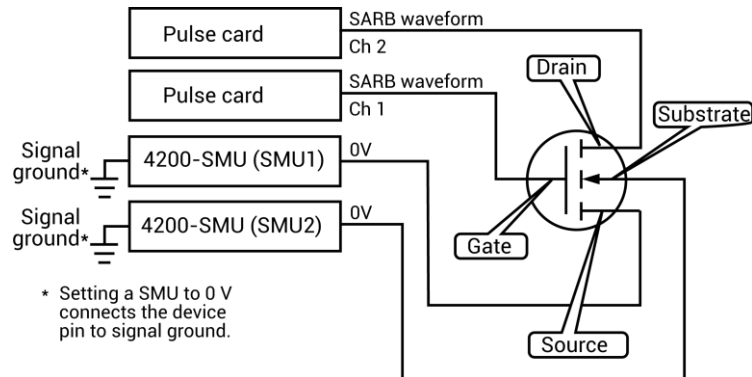 SARB waveform
Pulse card
Ch 2
SARB waveform
Pulse card
Ch 1
Drain
Substrate
Signal
ground*
4200-SMU (SMU1)
0V
Signal
ground*
4200-SMU (SMU2)
0V
Gate
Source
* Setting a SMU to 0 V
connects the device
pin to signal ground.